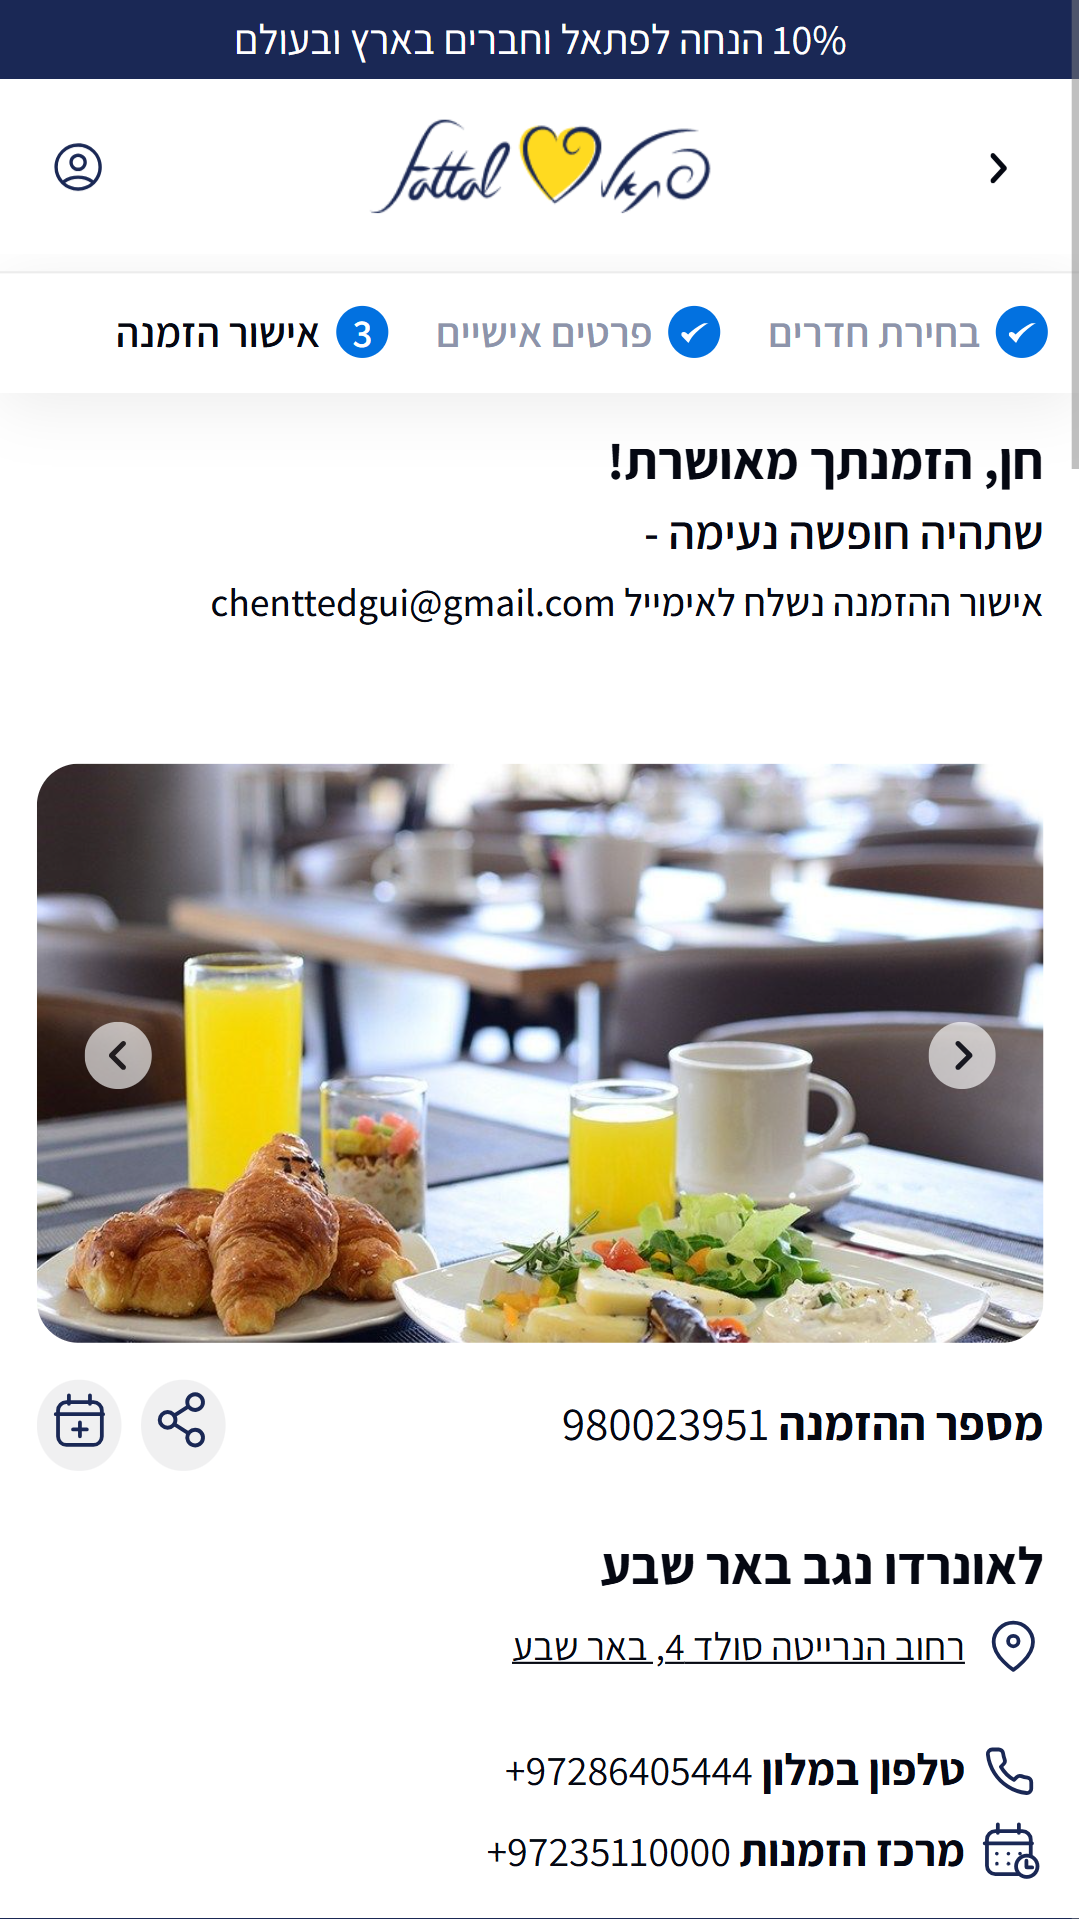 10% הנחה לפתאל וחברים בארץ ובעולם
fattal פתאל
בחירת חדרים פרטים אישיים 3 אישור הזמנה
חן, הזמנתך מאושרת!
שתהיה חופשה נעימה -
אישור ההזמנה נשלח לאימייל chenttedgui@gmail.com
מספר ההזמנה 980023951
לאונרדו נגב באר שבע
רחוב הנרייטה סולד 4, באר שבע
טלפון במלון +97286405444
מרכז הזמנות +97235110000